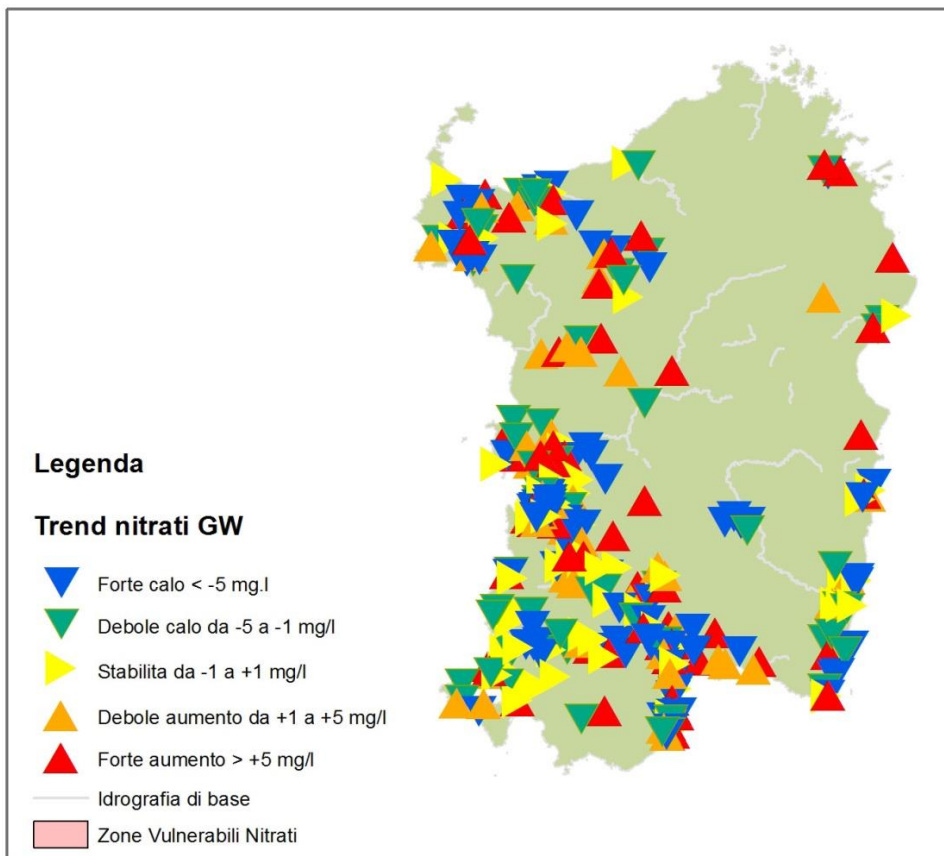 Legenda
Trend nitrati GW
Forte calo < -5 mg.l
Debole calo da -5 a -1 mg/l
Stabilita da -1 a +1 mg/l
Debole aumento da +1 a +5 mg/l
Forte aumento > +5 mg/l
Idrografia di base
Zone Vulnerabili Nitrati